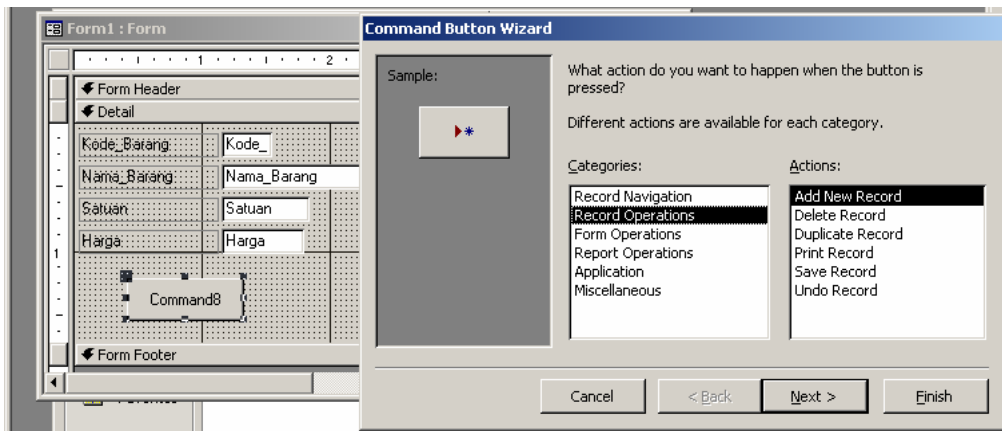 Form1 : Form
1
2
Form Header
Detail
Kode_Barang
Kode_
Nama_Barang
Nama_Barang
Satuan
Satuan
Harga
Harga
1
Command8
Form Footer
Command Button Wizard
Sample:
What action do you want to happen when the button is
pressed?
Different actions are available for each category.
Categories:
Actions:
Record Navigation
Record Operations
Form Operations
Report Operations
Application
Miscellaneous
Add New Record
Delete Record
Duplicate Record
Print Record
Save Record
Undo Record
Cancel
< Back
Next >
Finish